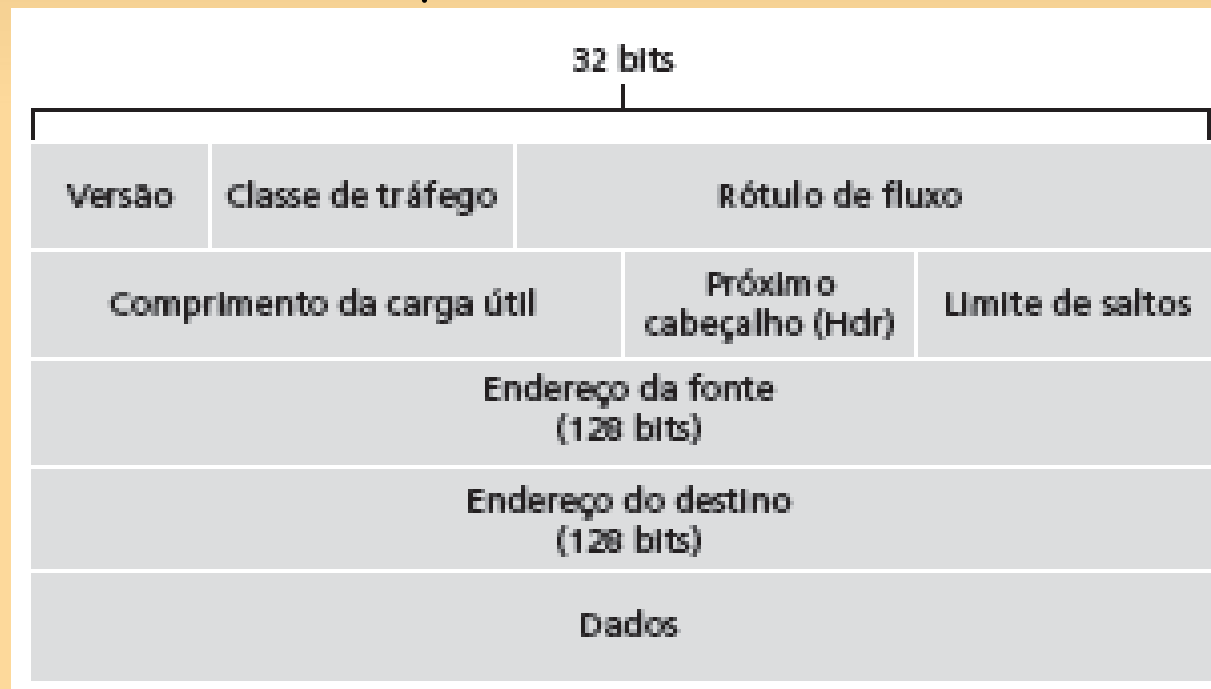 32 bits
Versão
Classe de tráfego
Rótulo de fluxo
Comprimento da carga útil
Próximo
cabeçalho (Hdr)
Limite de saltos
Endereço da fonte
(128 bits)
Endereço do destino
(128 bits)
Dados